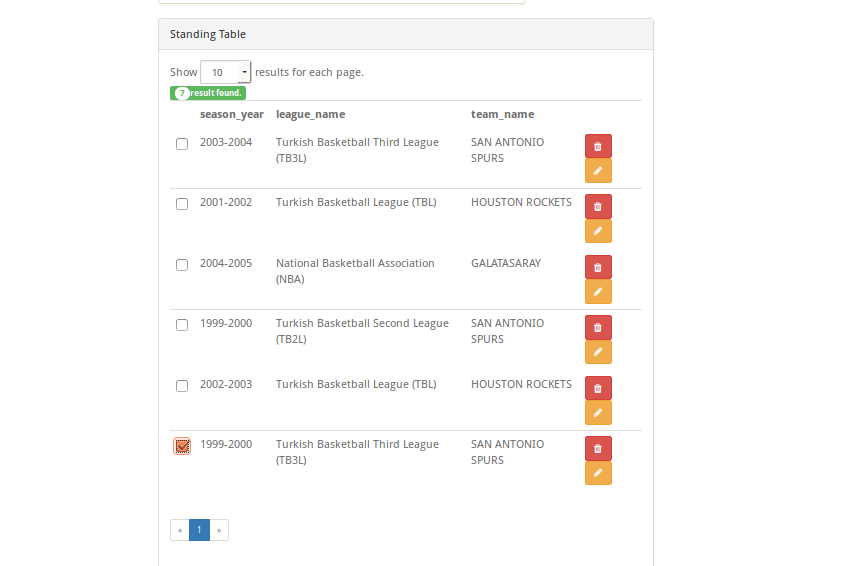 Standing Table
Show 10 results for each page.
7 result found.
season_year league_name team_name
2003-2004 Turkish Basketball Third League SAN ANTONIO
(TB3L) SPURS
2001-2002 Turkish Basketball League (TBL) HOUSTON ROCKETS
2004-2005 National Basketball Association GALATASARAY
(NBA)
1999-2000 Turkish Basketball Second League SAN ANTONIO
(TB2L) SPURS
2002-2003 Turkish Basketball League (TBL) HOUSTON ROCKETS
1999-2000 Turkish Basketball Third League SAN ANTONIO
(TB3L) SPURS
« 1 »